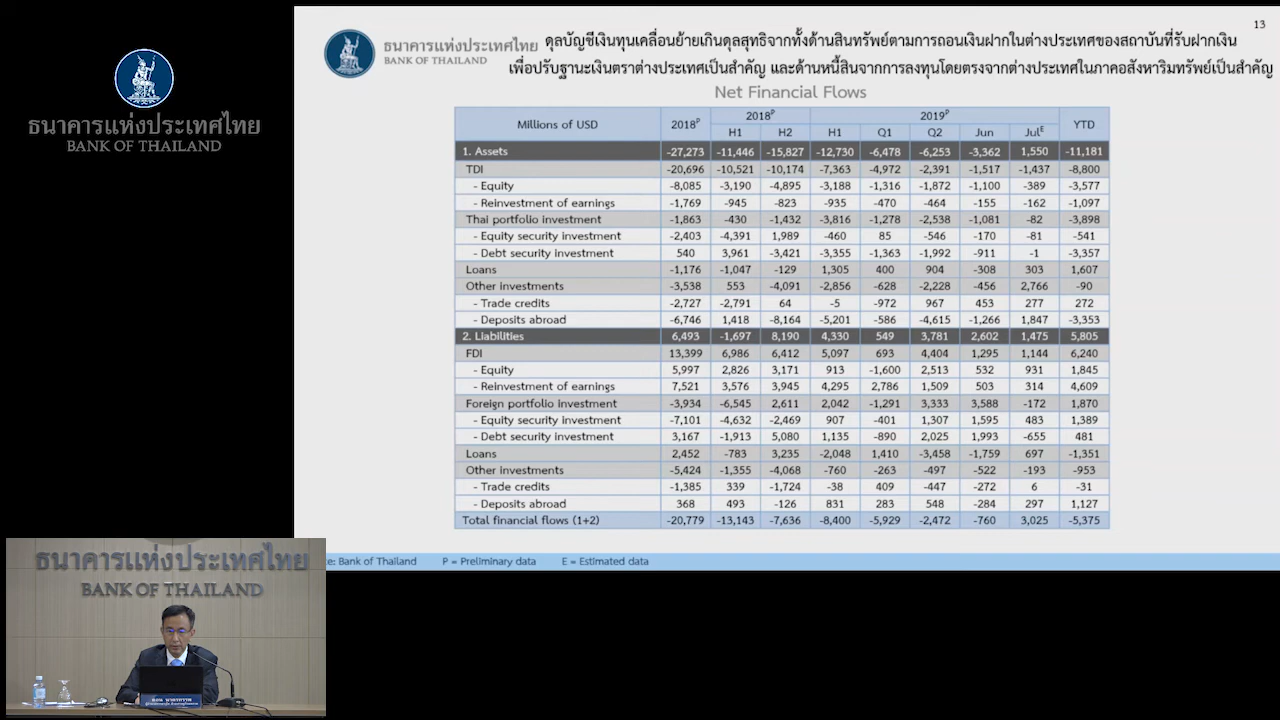 13
ธนาคารแห่งประเทศไทย
BANK OF THAILAND
ธนาคารแห่งประเทศไทย
BANK OF THAILAND
ดุลบัญชีเงินทุนเคลื่อนย้ายเกินดุลสุทธิจากทั้งด้านสินทรัพย์ตามการถอนเงินฝากในต่างประเทศของสถาบันที่รับฝากเงิน
เพื่อปรับฐานะเงินตราต่างประเทศเป็นสำคัญ และด้านหนี้สินจากการลงทุนโดยตรงจากต่างประเทศในภาคอสังหาริมทรัพย์เป็นสำคัญ
Net Financial Flows
Millions of USD 2018P 2018P 2019P YTD
H1 H2 H1 Q1 Q2 Jun JulE
1. Assets -27,273 -11,446 -15,827 -12,730 -6,478 -6,253 -3,362 1,550 -11,181
TDI -20,696 -10,521 -10,174 -7,363 -4,972 -2,391 -1,517 -1,437 -8,800
- Equity -8,085 -3,190 -4,895 -3,188 -1,316 -1,872 -1,100 -389 -3,577
- Reinvestment of earnings -1,769 -945 -823 -935 -470 -464 -155 -162 -1,097
Thai portfolio investment -1,863 -430 -1,432 -3,816 -1,278 -2,538 -1,081 -82 -3,898
- Equity security investment -2,403 -4,391 1,989 -460 85 -546 -170 -81 -541
- Debt security investment 540 3,961 -3,421 -3,355 -1,363 -1,992 -911 -1 -3,357
Loans -1,176 -1,047 -129 1,305 400 904 -308 303 1,607
Other investments -3,538 553 -4,091 -2,856 -628 -2,228 -456 2,766 -90
- Trade credits -2,727 -2,791 64 -5 -972 967 453 277 272
- Deposits abroad -6,746 1,418 -8,164 -5,201 -586 -4,615 -1,266 1,847 -3,353
2. Liabilities 6,493 -1,697 8,190 4,330 549 3,781 2,602 1,475 5,805
FDI 13,399 6,986 6,412 5,097 693 4,404 1,295 1,144 6,240
- Equity 5,997 2,826 3,171 913 -1,600 2,513 532 931 1,845
- Reinvestment of earnings 7,521 3,576 3,945 4,295 2,786 1,509 503 314 4,609
Foreign portfolio investment -3,934 -6,545 2,611 2,042 -1,291 3,333 3,588 -172 1,870
- Equity security investment -7,101 -4,632 -2,469 907 -401 1,307 1,595 483 1,389
- Debt security investment 3,167 -1,913 5,080 1,135 -890 2,025 1,993 -655 481
Loans 2,452 -783 3,235 -2,048 1,410 -3,458 -1,759 697 -1,351
Other investments -5,424 -1,355 -4,068 -760 -263 -497 -522 -193 -953
- Trade credits -1,385 339 -1,724 -38 409 -447 -272 6 -31
- Deposits abroad 368 493 -126 831 283 548 -284 297 1,127
Total financial flows (1+2) -20,779 -13,143 -7,636 -8,400 -5,929 -2,472 -760 3,025 -5,375
ce: Bank of Thailand P = Preliminary data E = Estimated data
ธนาคารแห่งประเทศไทย
BANK OF THAILAND